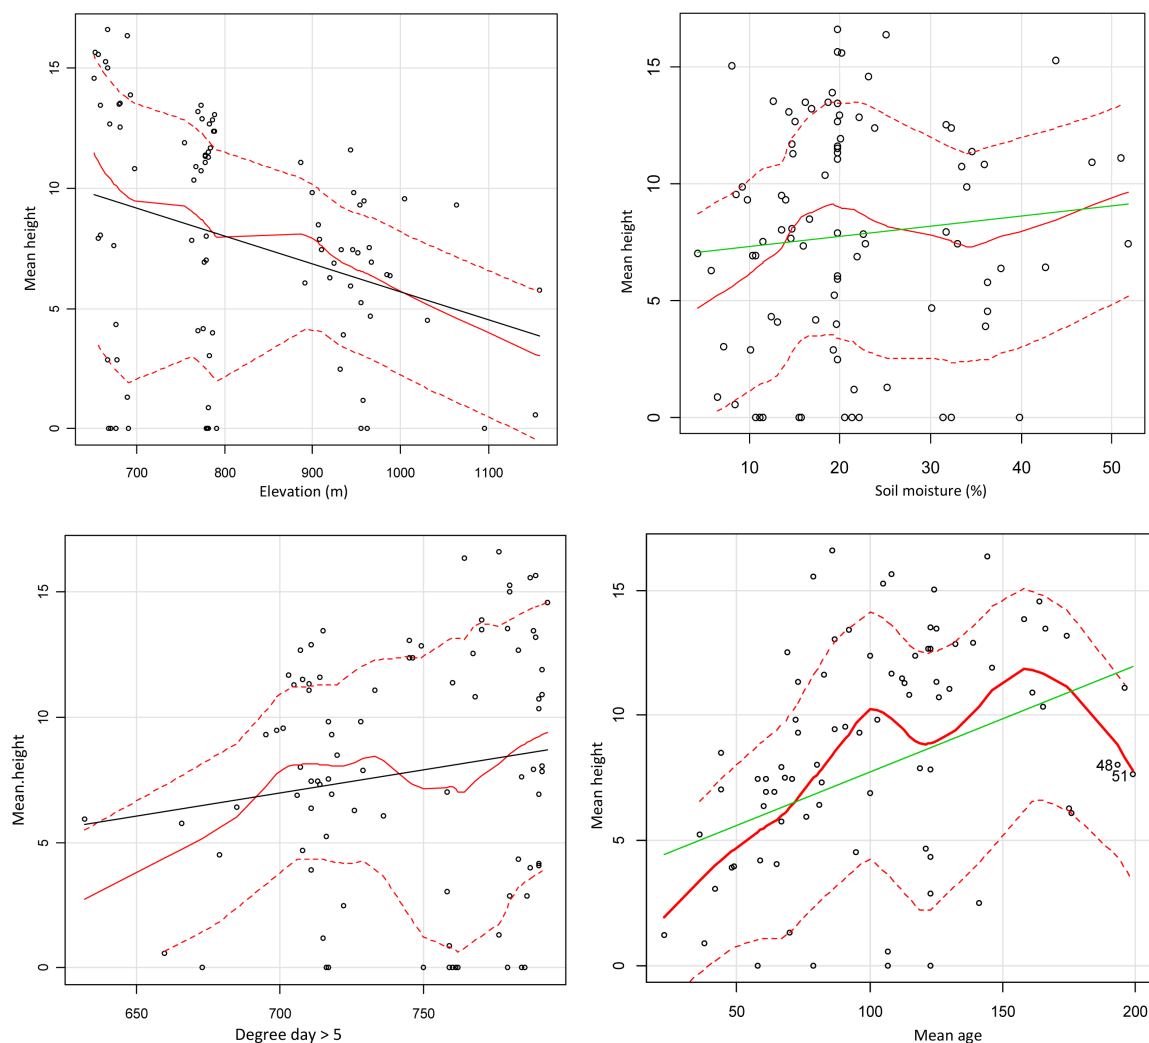 Mean height
15
10
5
0
700 800 900 1000 1100
Elevation (m)
Mean height
15
10
5
0
10 20 30 40 50
Soil moisture (%)
Mean.height
15
10
5
0
650 700 750
Degree day > 5
Mean height
15
10
5
0
48
51
50 100 150 200
Mean age